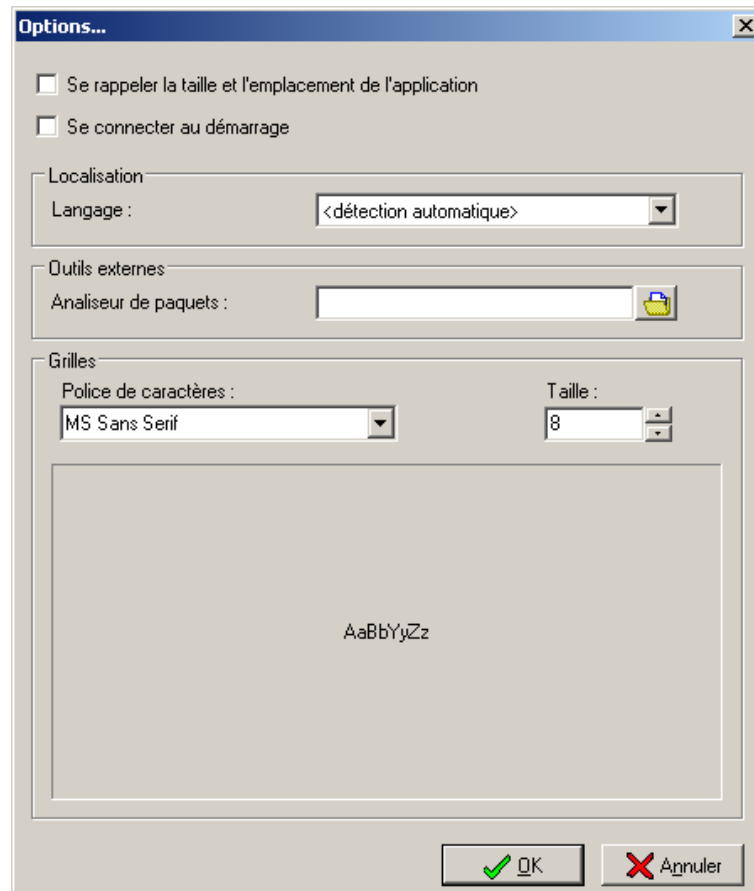 Options...
Se rappeler la taille et l'emplacement de l'application
Se connecter au démarrage
Localisation
Langage :
<détection automatique>
Outils externes
Analiseur de paquets :
Grilles
Police de caractères :
Taille :
MS Sans Serif
8
AaBbYyZz
OK
Annuler